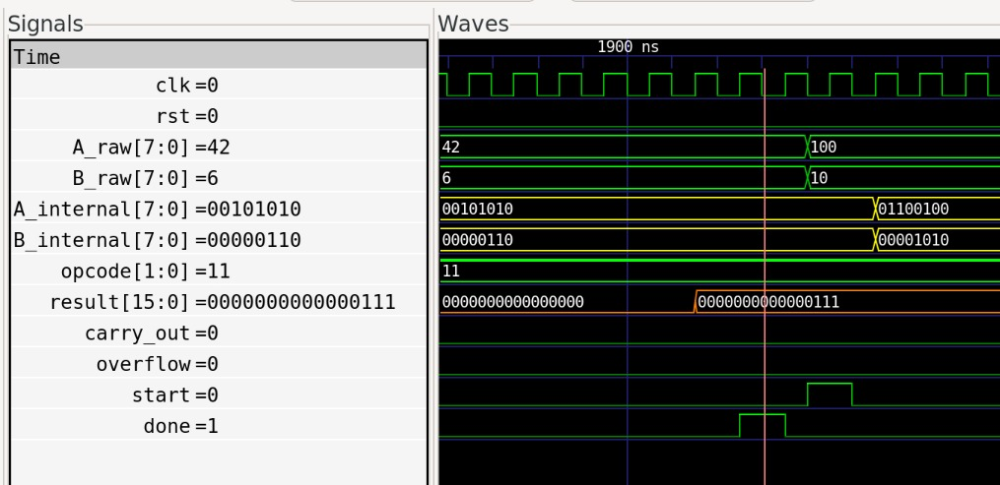 Signals
Waves
Time
1900 ns
clk =0
rst =0
A_raw[7:0] =42
42
100
B_raw[7:0] =6
6
10
A_internal[7:0] =00101010
00101010
01100100
B_internal[7:0] =00000110
00000110
00001010
opcode[1:0] =11
11
result[15:0] =0000000000000111
0000000000000000
0000000000000111
carry_out =0
overflow =0
start =0
done =1